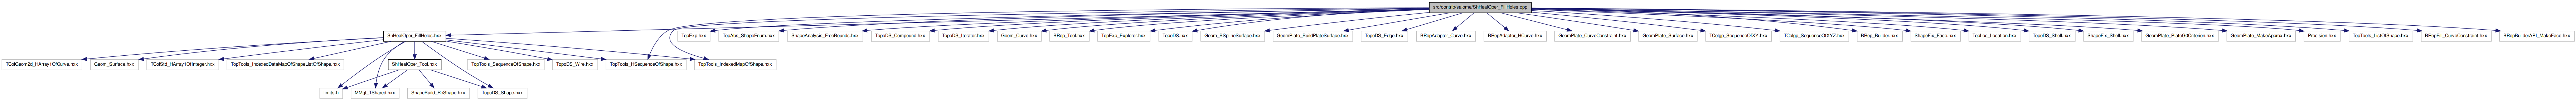 src/contrib/salome/ShHealOper_FillHoles.cpp
ShHealOper_FillHoles.hxx
TopExp.hxx
TopAbs_ShapeEnum.hxx
ShapeAnalysis_FreeBounds.hxx
TopoDS_Compound.hxx
TopoDS_Iterator.hxx
Geom_Curve.hxx
BRep_Tool.hxx
TopExp_Explorer.hxx
TopoDS.hxx
Geom_BSplineSurface.hxx
GeomPlate_BuildPlateSurface.hxx
TopoDS_Edge.hxx
BRepAdaptor_Curve.hxx
BRepAdaptor_HCurve.hxx
GeomPlate_CurveConstraint.hxx
GeomPlate_Surface.hxx
TColgp_SequenceOfXY.hxx
TColgp_SequenceOfXYZ.hxx
BRep_Builder.hxx
ShapeFix_Face.hxx
TopLoc_Location.hxx
TopoDS_Shell.hxx
ShapeFix_Shell.hxx
GeomPlate_PlateG0Criterion.hxx
GeomPlate_MakeApprox.hxx
Precision.hxx
TopTools_ListOfShape.hxx
BRepFill_CurveConstraint.hxx
BRepBuilderAPI_MakeFace.hxx
TColGeom2d_HArray1OfCurve.hxx
Geom_Surface.hxx
TColStd_HArray1OfInteger.hxx
TopTools_IndexedDataMapOfShapeListOfShape.hxx
ShHealOper_Tool.hxx
TopTools_SequenceOfShape.hxx
TopoDS_Wire.hxx
TopTools_HSequenceOfShape.hxx
TopTools_IndexedMapOfShape.hxx
limits.h
MMgt_TShared.hxx
ShapeBuild_ReShape.hxx
TopoDS_Shape.hxx